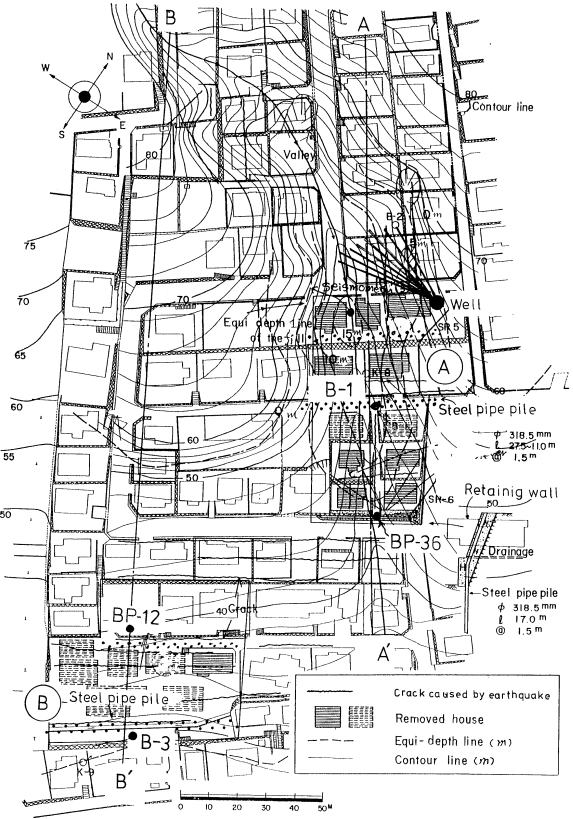 B
A
N
W
E
S
80
Contour line
Valley
80
B-2
0m
5m
75
70
70
70
65
Seismometer
Well
Equi depth line
of the fill
15m
SN.5
10m
K-8
A
B-1
60
60
Steel pipe pile
m
60
φ 318.5mm
ℓ 27.5-11.0m
@ 1.5m
55
50
50
SN-6
Retainig wall
50
BP-36
Drainage
Steel pipe pile
φ 318.5mm
ℓ 17.0m
@ 1.5m
BP-12
40
Crack
A'
B
Steel pipe pile
B-3
K-9
B'
Crack caused by earthquake
Removed house
Equi-depth line (m)
Contour line (m)
0 10 20 30 40 50M